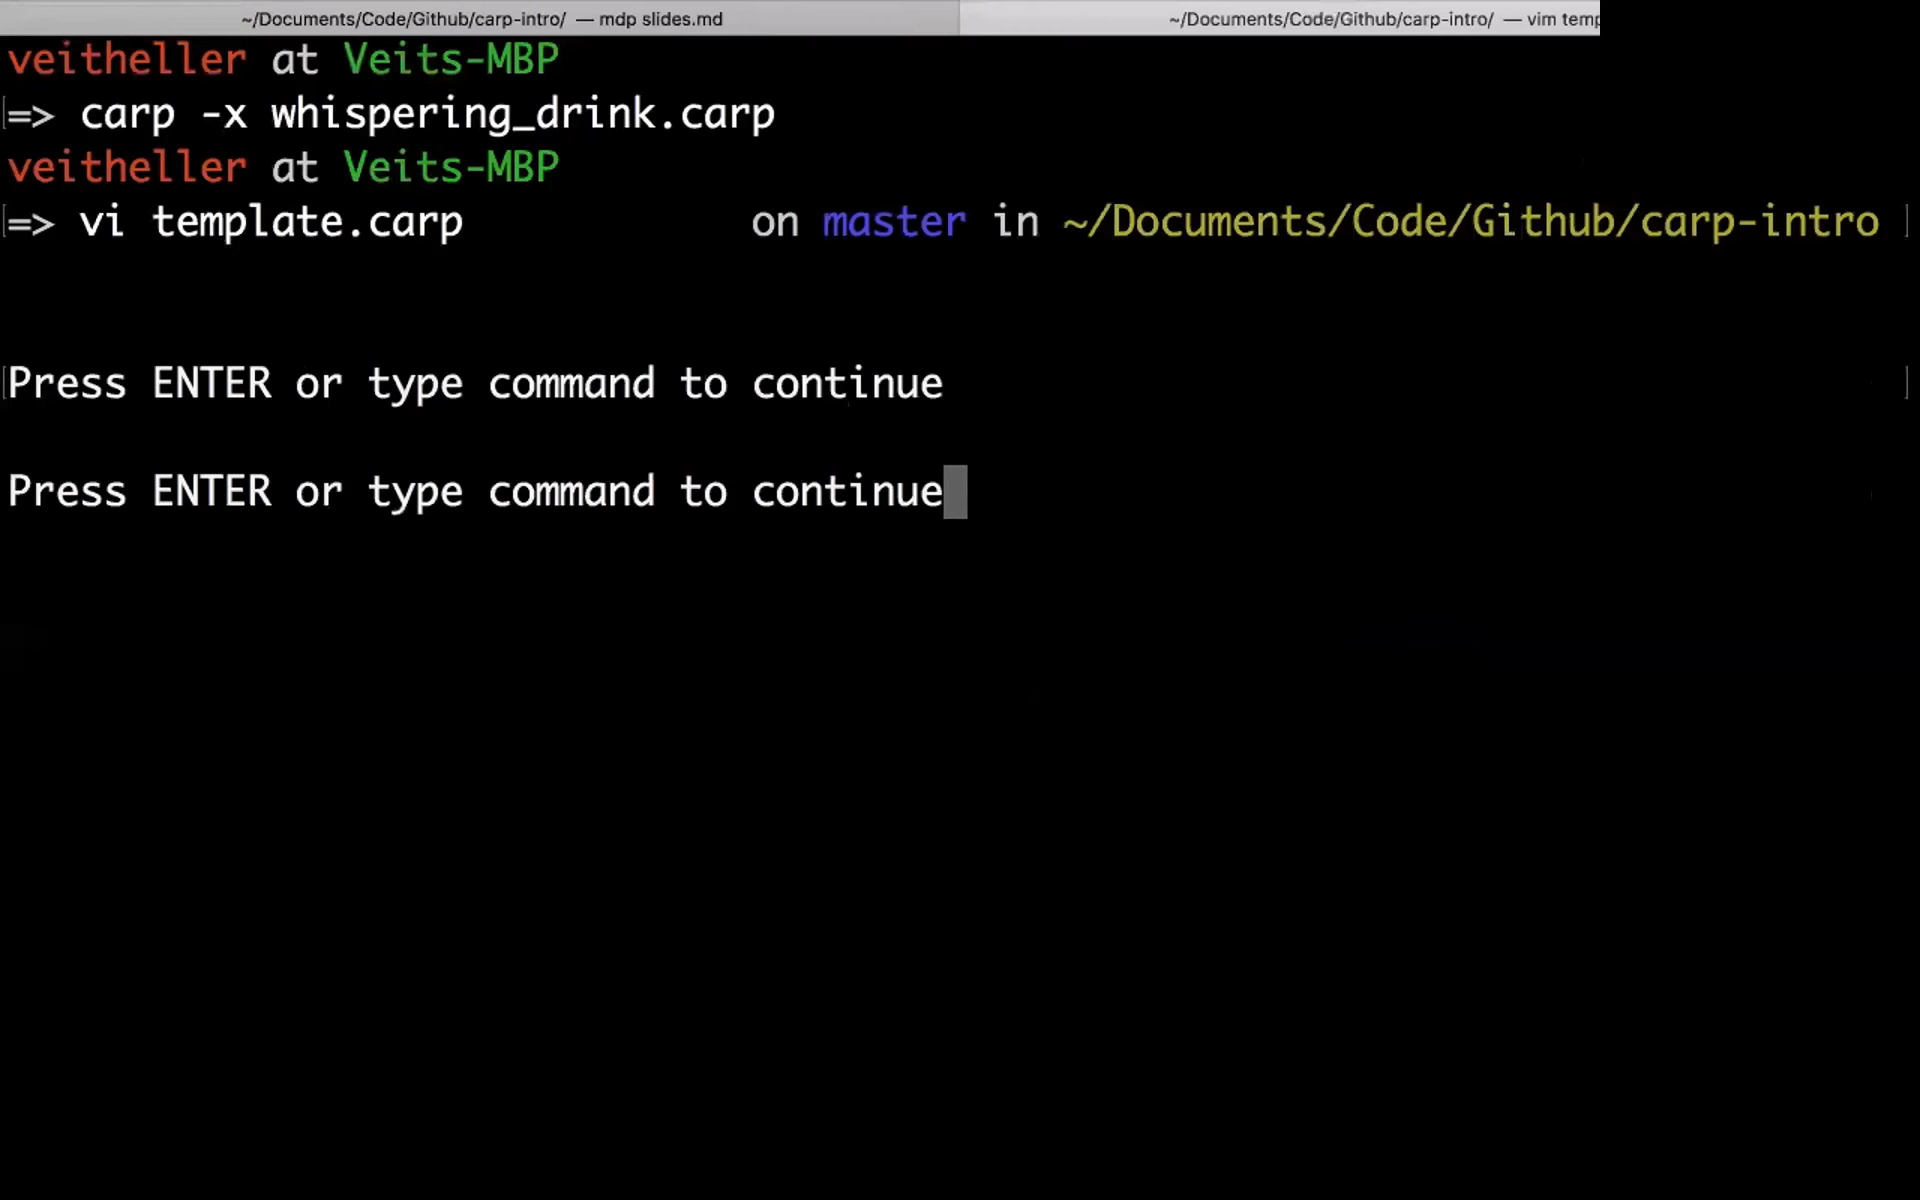 ~/Documents/Code/Github/carp-intro/ — mdp slides.md
~/Documents/Code/Github/carp-intro/ — vim temp
veitheller at Veits-MBP
=> carp -x whispering_drink.carp
veitheller at Veits-MBP
=> vi template.carp on master in ~/Documents/Code/Github/carp-intro
Press ENTER or type command to continue
Press ENTER or type command to continue